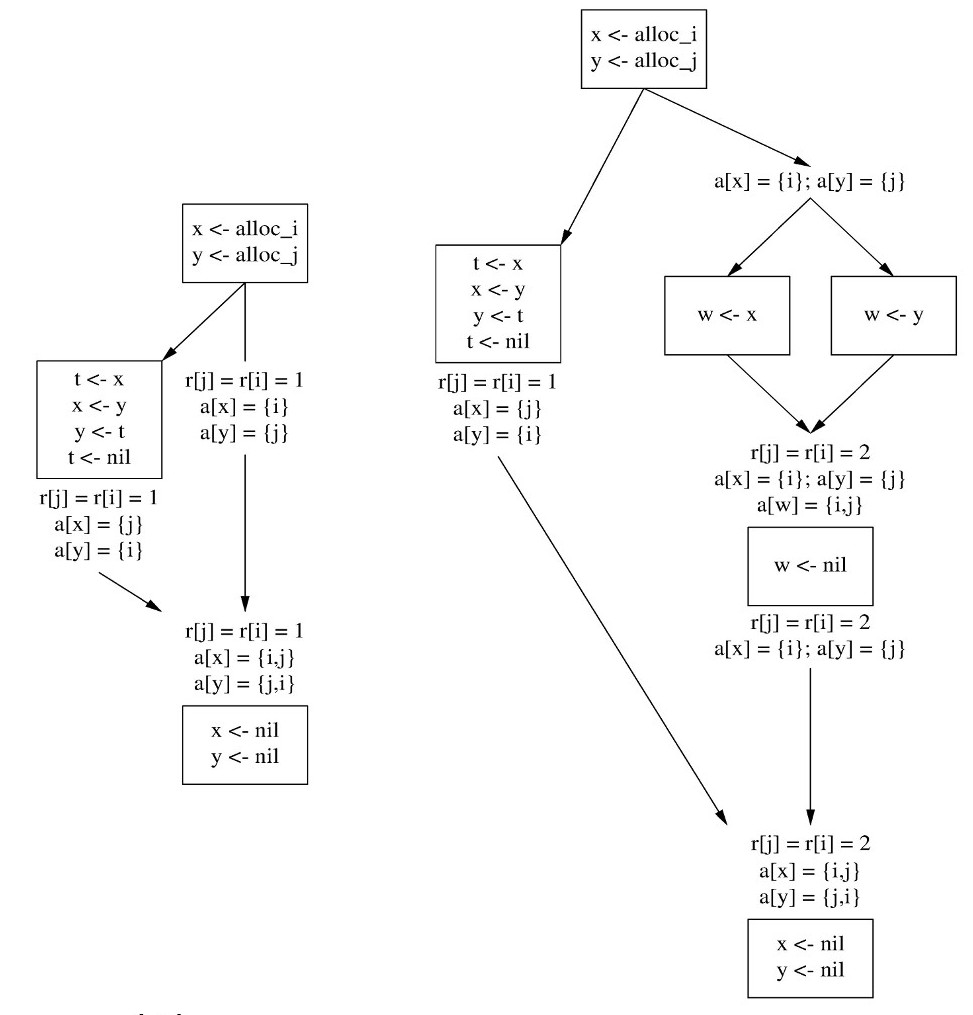 x <- alloc_i
y <- alloc_j
t <- x
x <- y
y <- t
t <- nil
r[j] = r[i] = 1
a[x] = {j}
a[y] = {i}
r[j] = r[i] = 1
a[x] = {i}
a[y] = {j}
r[j] = r[i] = 1
a[x] = {i,j}
a[y] = {j,i}
x <- nil
y <- nil
x <- alloc_i
y <- alloc_j
t <- x
x <- y
y <- t
t <- nil
r[j] = r[i] = 1
a[x] = {j}
a[y] = {i}
a[x] = {i}; a[y] = {j}
w <- x
w <- y
r[j] = r[i] = 2
a[x] = {i}; a[y] = {j}
a[w] = {i,j}
w <- nil
r[j] = r[i] = 2
a[x] = {i}; a[y] = {j}
r[j] = r[i] = 2
a[x] = {i,j}
a[y] = {j,i}
x <- nil
y <- nil